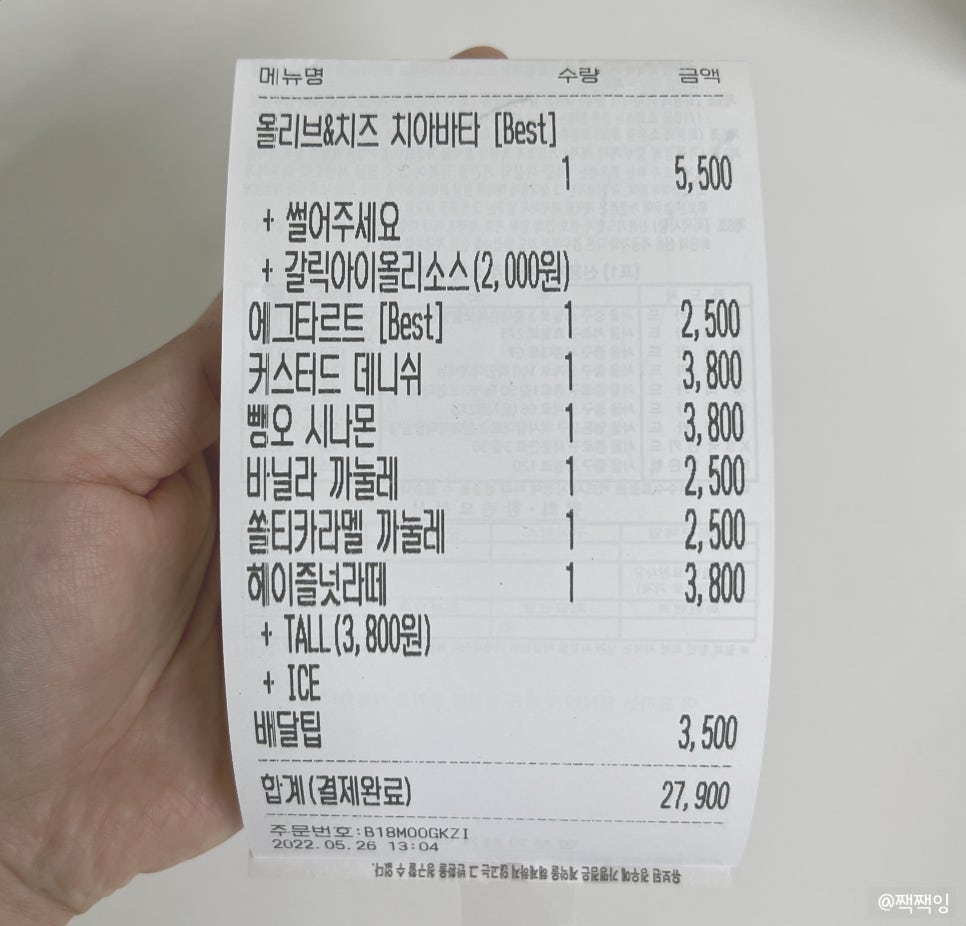 메뉴명 수량 금액
올리브&치즈 치아바타 [Best]
1 5,500
+ 썰어주세요
+ 갈릭아이올리소스(2,000원)
에그타르트 [Best] 1 2,500
커스터드 데니쉬 1 3,800
뺑오 시나몬 1 3,800
바닐라 까눌레 1 2,500
쏠티카라멜 까눌레 1 2,500
헤이즐넛라떼 1 3,800
+ TALL(3,800원)
+ ICE
배달팁 3,500
합계(결제완료) 27,900
주문번호:B18M00GKZI
2022.05.26 13:04
@짹짹잉